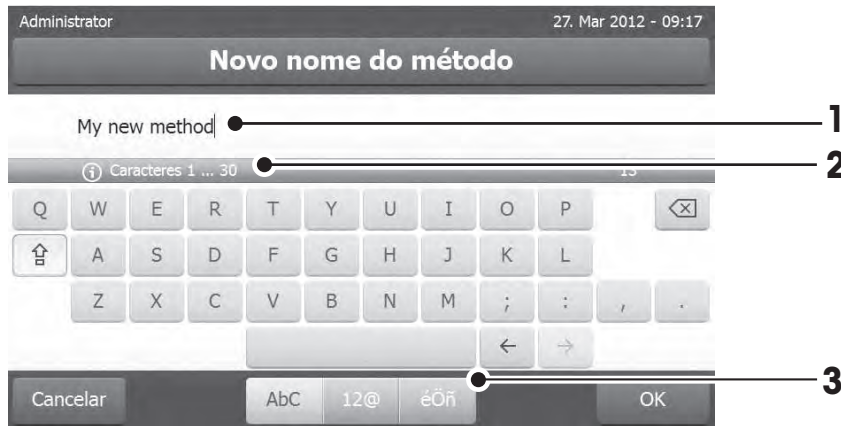 Administrator 27. Mar 2012 - 09:17
Novo nome do método
My new method
1
Caracteres 1 ... 30 13
2
Q W E R T Y U I O P
A S D F G H J K L
Z X C V B N M ; : , .
← →
3
Cancelar AbC 12@ éÖñ OK